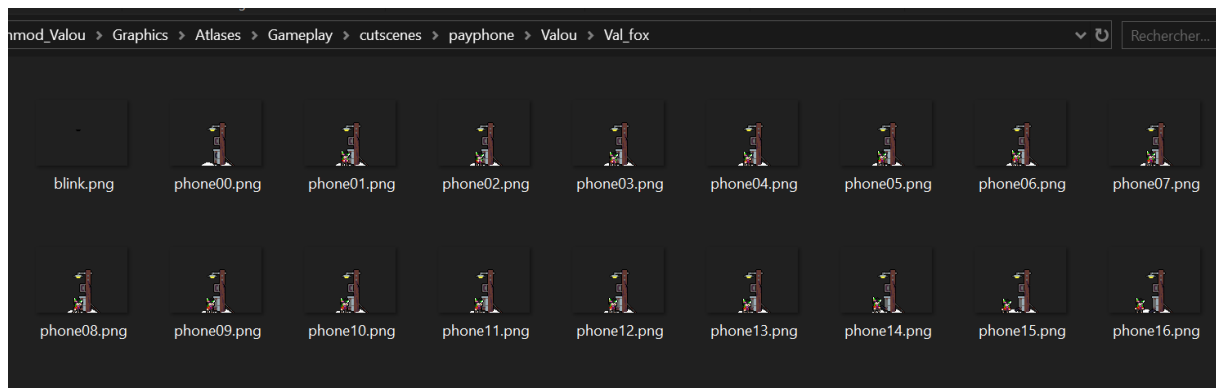 nmod_Valou > Graphics > Atlases > Gameplay > cutscenes > payphone > Valou > Val_fox
Rechercher...
blink.png phone00.png phone01.png phone02.png phone03.png phone04.png phone05.png phone06.png phone07.png
phone08.png phone09.png phone10.png phone11.png phone12.png phone13.png phone14.png phone15.png phone16.png